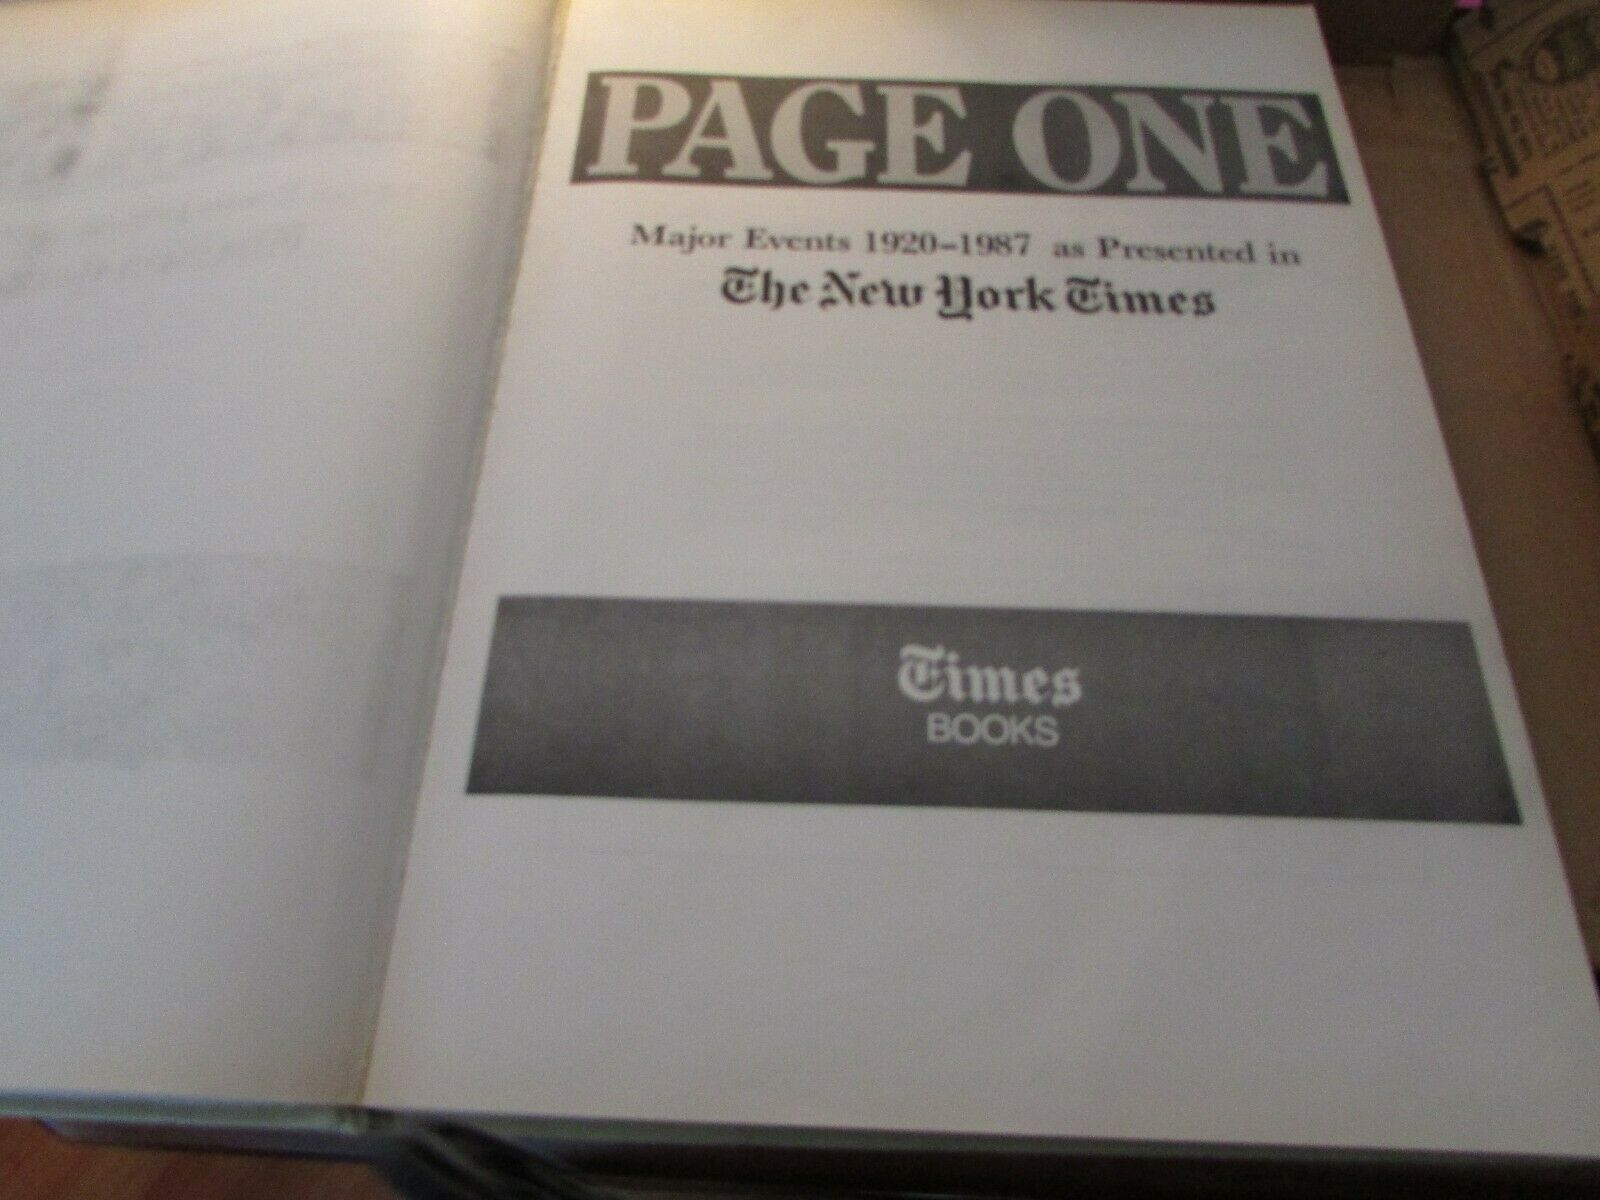 PAGE ONE
Major Events 1920–1987 as Presented in
The New York Times
Times
BOOKS